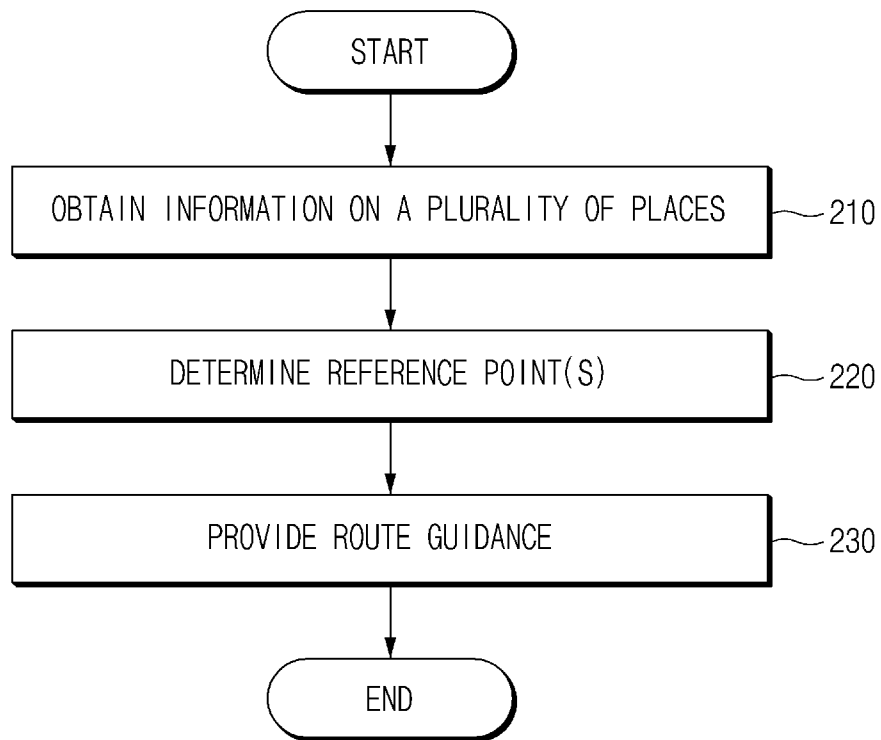 START
OBTAIN INFORMATION ON A PLURALITY OF PLACES
210
DETERMINE REFERENCE POINT(S)
220
PROVIDE ROUTE GUIDANCE
230
END